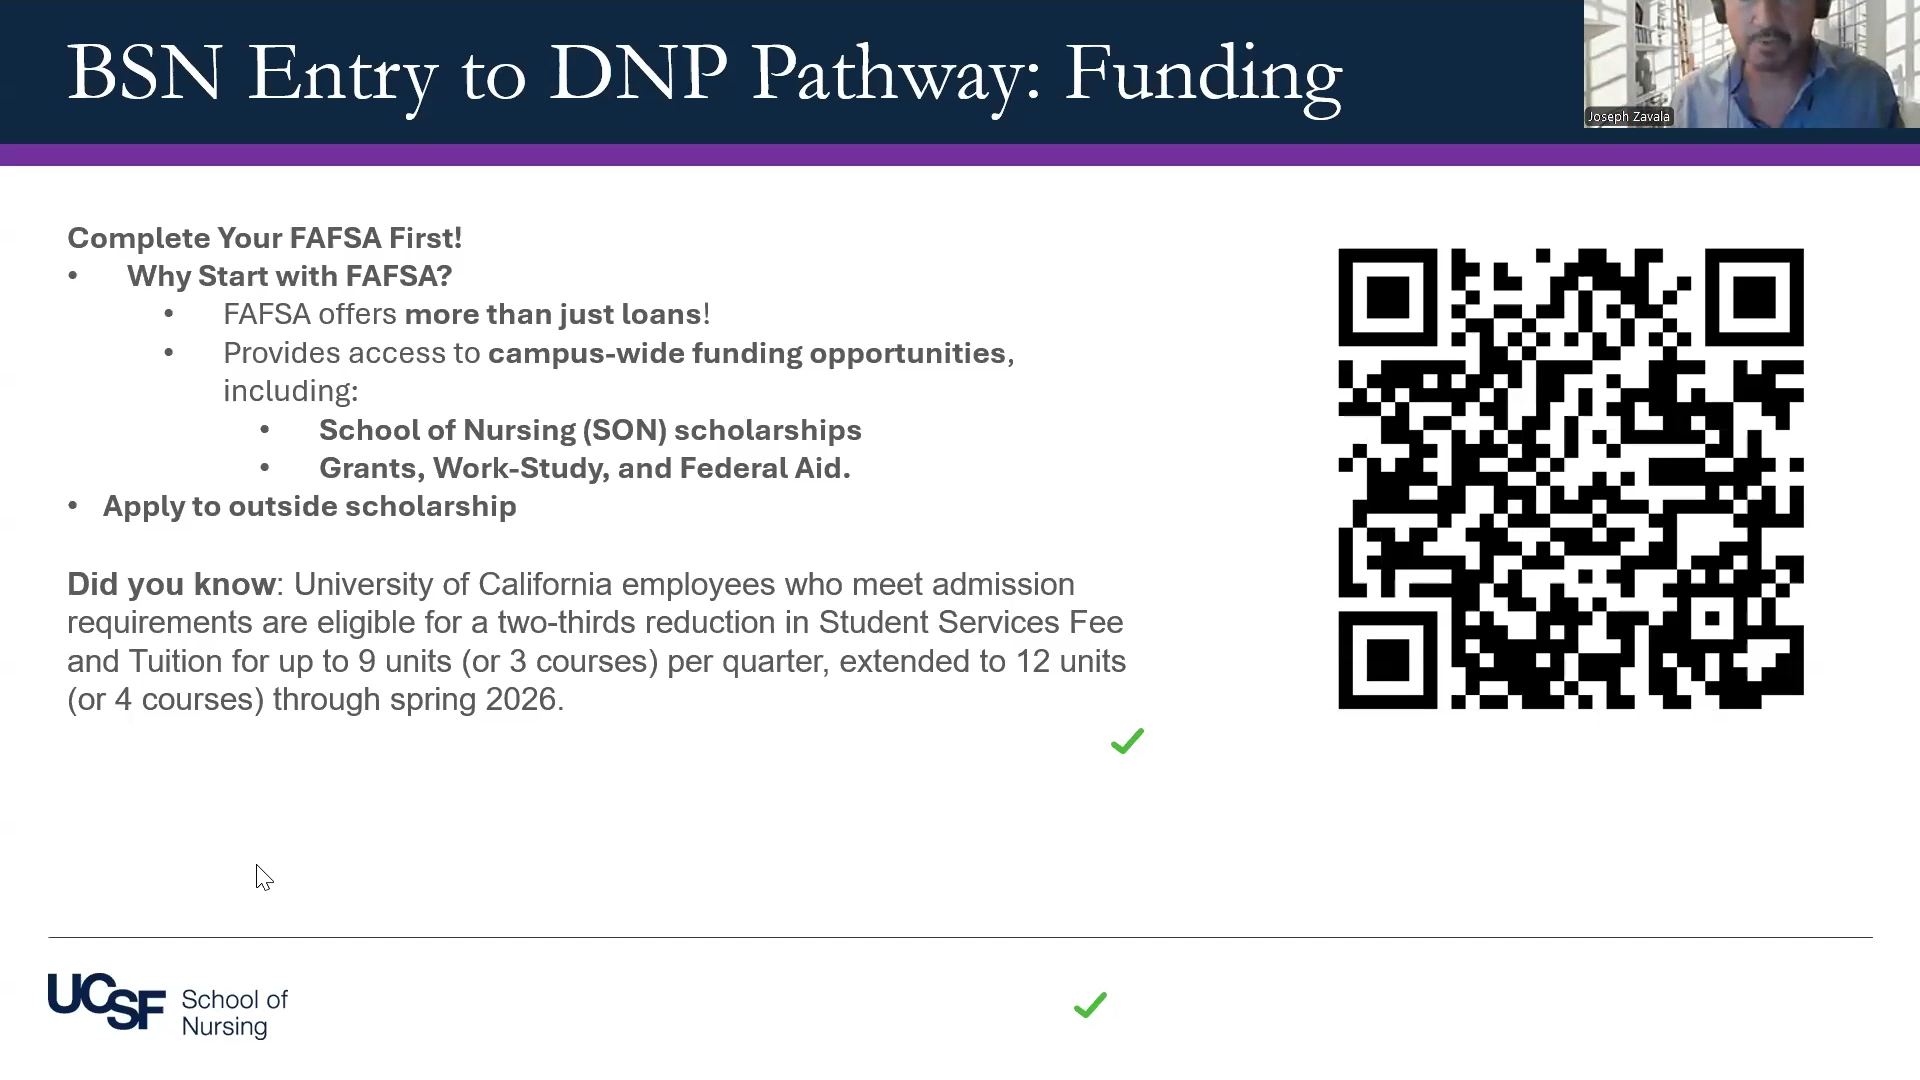 BSN Entry to DNP Pathway: Funding
Joseph Zavala
Complete Your FAFSA First!
• Why Start with FAFSA?
• FAFSA offers more than just loans!
• Provides access to campus-wide funding opportunities,
including:
• School of Nursing (SON) scholarships
• Grants, Work-Study, and Federal Aid.
• Apply to outside scholarship
Did you know: University of California employees who meet admission
requirements are eligible for a two-thirds reduction in Student Services Fee
and Tuition for up to 9 units (or 3 courses) per quarter, extended to 12 units
(or 4 courses) through spring 2026.
UCSF School of
Nursing